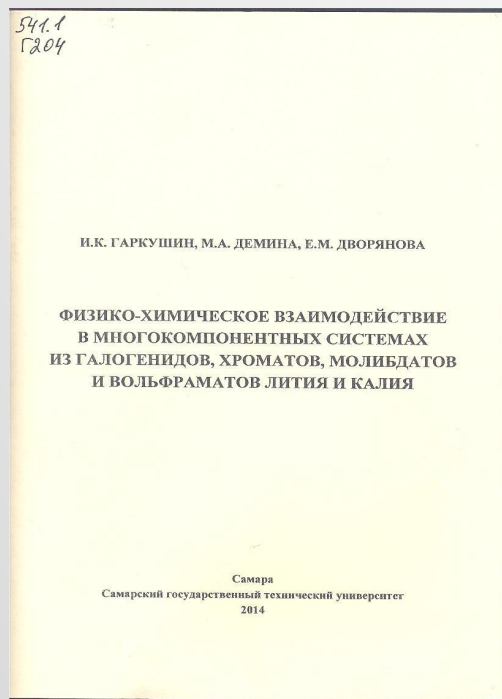 541.1
Г204
И.К. ГАРКУШИН, М.А. ДЕМИНА, Е.М. ДВОРЯНОВА
ФИЗИКО-ХИМИЧЕСКОЕ ВЗАИМОДЕЙСТВИЕ
В МНОГОКОМПОНЕНТНЫХ СИСТЕМАХ
ИЗ ГАЛОГЕНИДОВ, ХРОМАТОВ, МОЛИБДАТОВ
И ВОЛЬФРАМАТОВ ЛИТИЯ И КАЛИЯ
Самара
Самарский государственный технический университет
2014